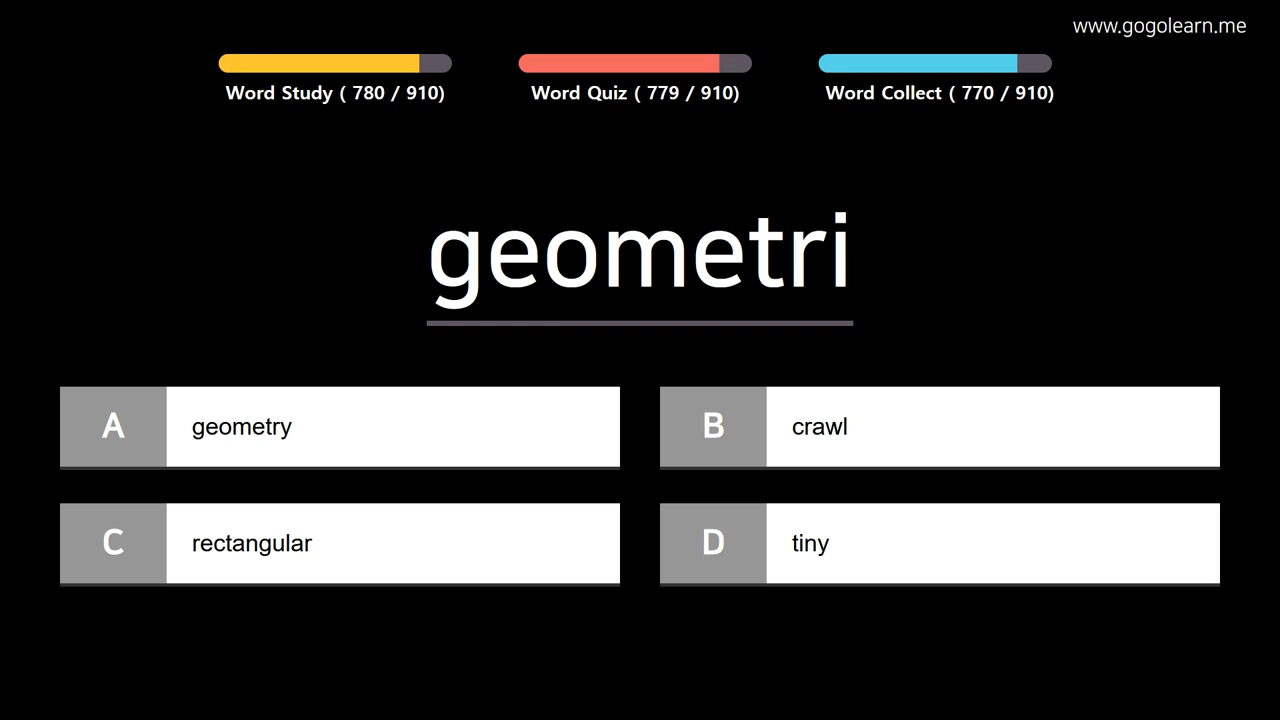 www.gogolearn.me
Word Study ( 780 / 910)
Word Quiz ( 779 / 910)
Word Collect ( 770 / 910)
geometri
A geometry
B crawl
C rectangular
D tiny